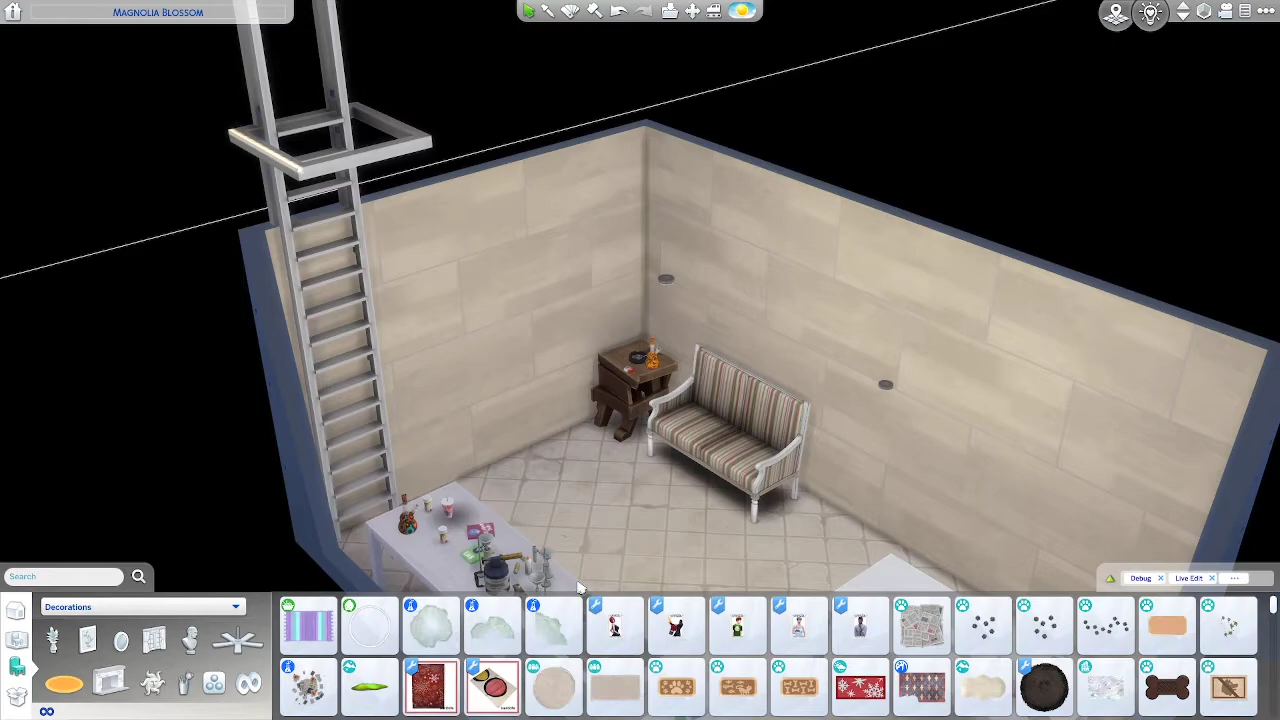 Magnolia Blossom
Search
Debug
Live Edit
Decorations